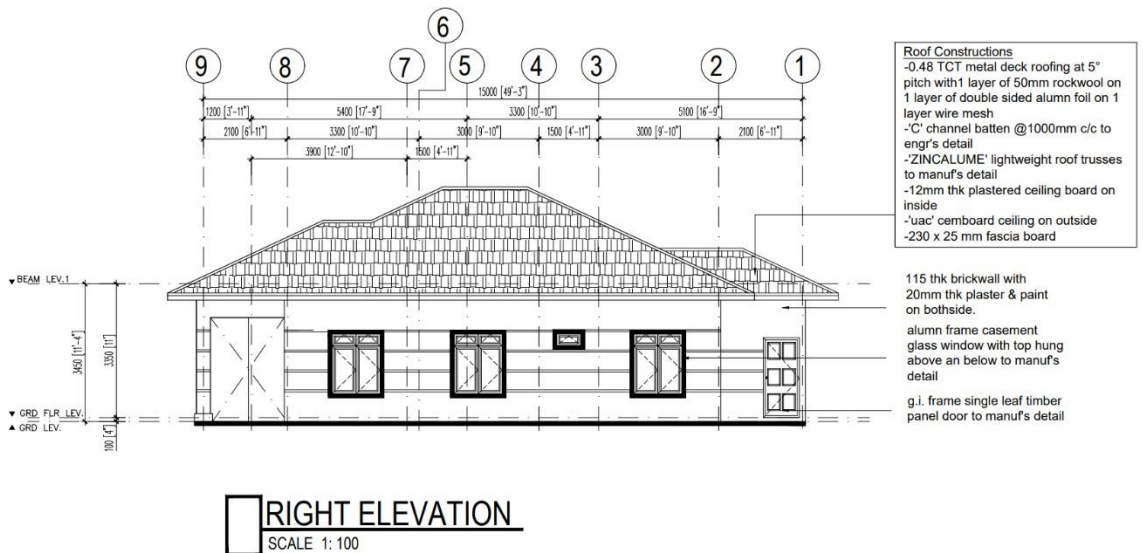 6
9
8
7
5
4
3
2
1
15000 [49'-3"]
1200 [3'-11"]
5400 [17'-9"]
3300 [10'-10"]
5100 [16'-9"]
2100 [6'-11"]
3300 [10'-10"]
3000 [9'-10"]
1500 [4'-11"]
3000 [9'-10"]
2100 [6'-11"]
3900 [12'-10"]
1500 [4'-11"]
Roof Constructions
-0.48 TCT metal deck roofing at 5°
pitch with1 layer of 50mm rockwool on
1 layer of double sided alumn foil on 1
layer wire mesh
-'C' channel batten @1000mm c/c to
engr's detail
-'ZINCALUME' lightweight roof trusses
to manuf's detail
-12mm thk plastered ceiling board on
inside
-'uac' cemboard ceiling on outside
-230 x 25 mm fascia board
BEAM LEV.1
3450 [11'-4"]
3350 [11']
GRD FLR LEV.
GRD LEV.
100 [4"]
115 thk brickwall with
20mm thk plaster & paint
on bothside.
alumn frame casement
glass window with top hung
above an below to manuf's
detail
g.i. frame single leaf timber
panel door to manuf's detail
RIGHT ELEVATION
SCALE 1: 100